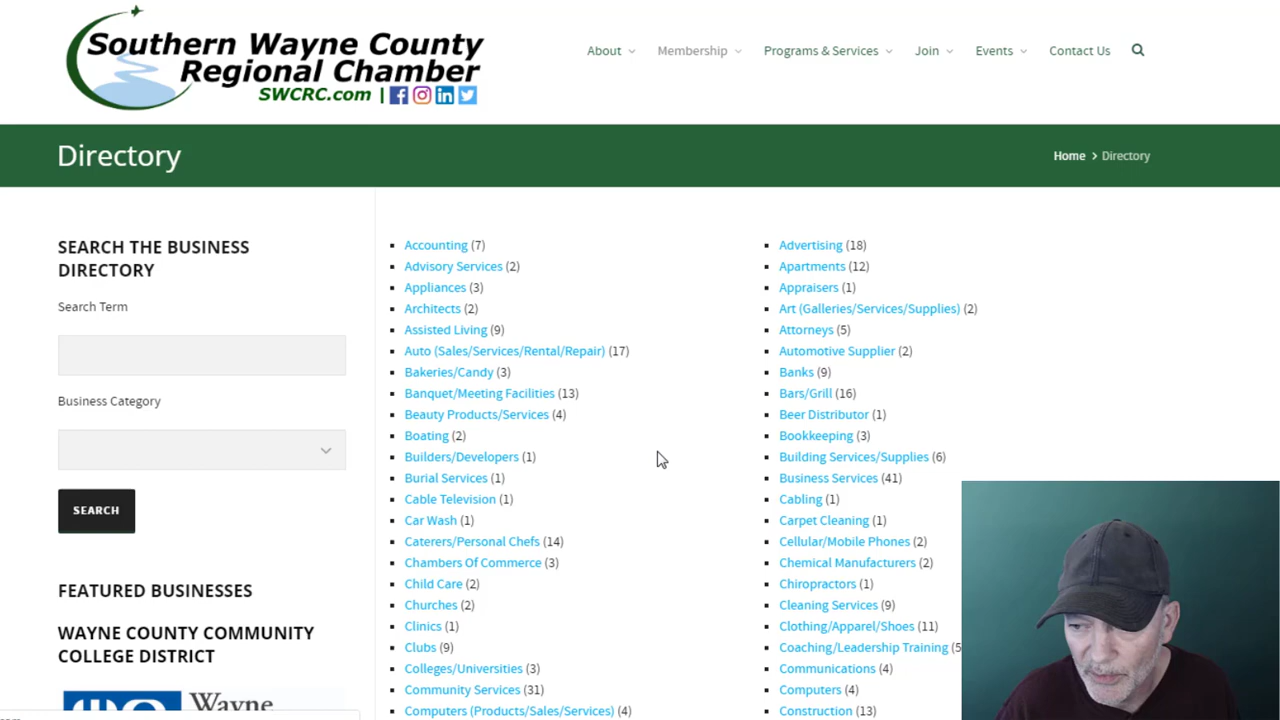 Southern Wayne County
Regional Chamber
SWCRC.com |
About
Membership
Programs & Services
Join
Events
Contact Us
Directory
Home > Directory
SEARCH THE BUSINESS
DIRECTORY
Search Term
Business Category
SEARCH
FEATURED BUSINESSES
WAYNE COUNTY COMMUNITY
COLLEGE DISTRICT
Wayne
Accounting (7)
Advisory Services (2)
Appliances (3)
Architects (2)
Assisted Living (9)
Auto (Sales/Services/Rental/Repair) (17)
Bakeries/Candy (3)
Banquet/Meeting Facilities (13)
Beauty Products/Services (4)
Boating (2)
Builders/Developers (1)
Burial Services (1)
Cable Television (1)
Car Wash (1)
Caterers/Personal Chefs (14)
Chambers Of Commerce (3)
Child Care (2)
Churches (2)
Clinics (1)
Clubs (9)
Colleges/Universities (3)
Community Services (31)
Computers (Products/Sales/Services) (4)
Advertising (18)
Apartments (12)
Appraisers (1)
Art (Galleries/Services/Supplies) (2)
Attorneys (5)
Automotive Supplier (2)
Banks (9)
Bars/Grill (16)
Beer Distributor (1)
Bookkeeping (3)
Building Services/Supplies (6)
Business Services (41)
Cabling (1)
Carpet Cleaning (1)
Cellular/Mobile Phones (2)
Chemical Manufacturers (2)
Chiropractors (1)
Cleaning Services (9)
Clothing/Apparel/Shoes (11)
Coaching/Leadership Training (5
Communications (4)
Computers (4)
Construction (13)